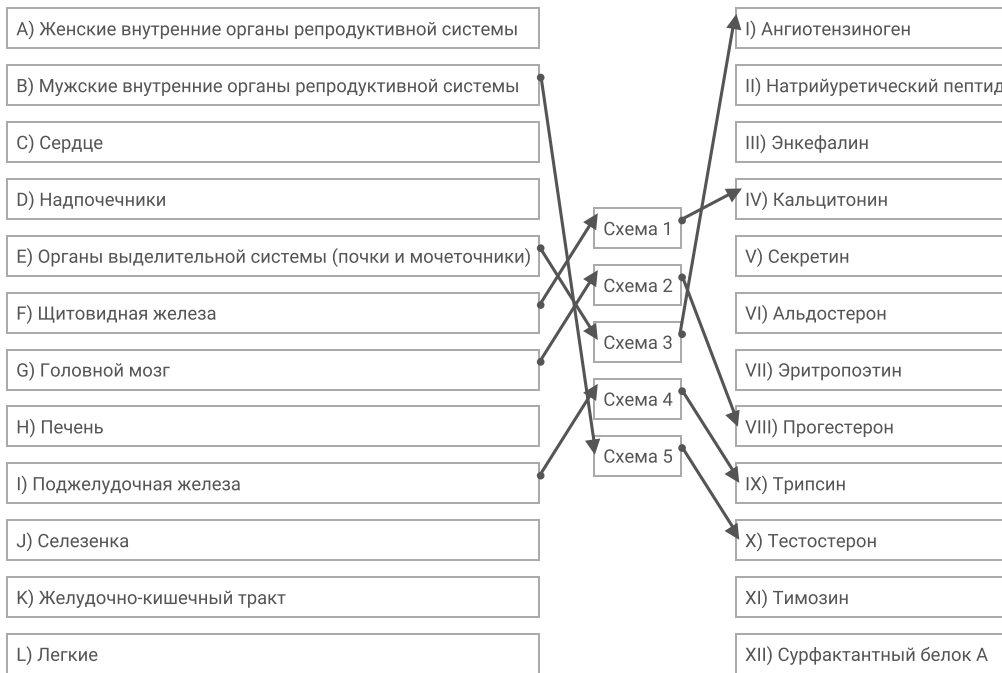 A) Женские внутренние органы репродуктивной системы
B) Мужские внутренние органы репродуктивной системы
C) Сердце
D) Надпочечники
E) Органы выделительной системы (почки и мочеточники)
F) Щитовидная железа
G) Головной мозг
H) Печень
I) Поджелудочная железа
J) Селезенка
K) Желудочно-кишечный тракт
L) Легкие
Схема 1
Схема 2
Схема 3
Схема 4
Схема 5
I) Ангиотензиноген
II) Натрийуретический пептид
III) Энкефалин
IV) Кальцитонин
V) Секретин
VI) Альдостерон
VII) Эритропоэтин
VIII) Прогестерон
IX) Трипсин
X) Тестостерон
XI) Тимозин
XII) Сурфактантный белок А